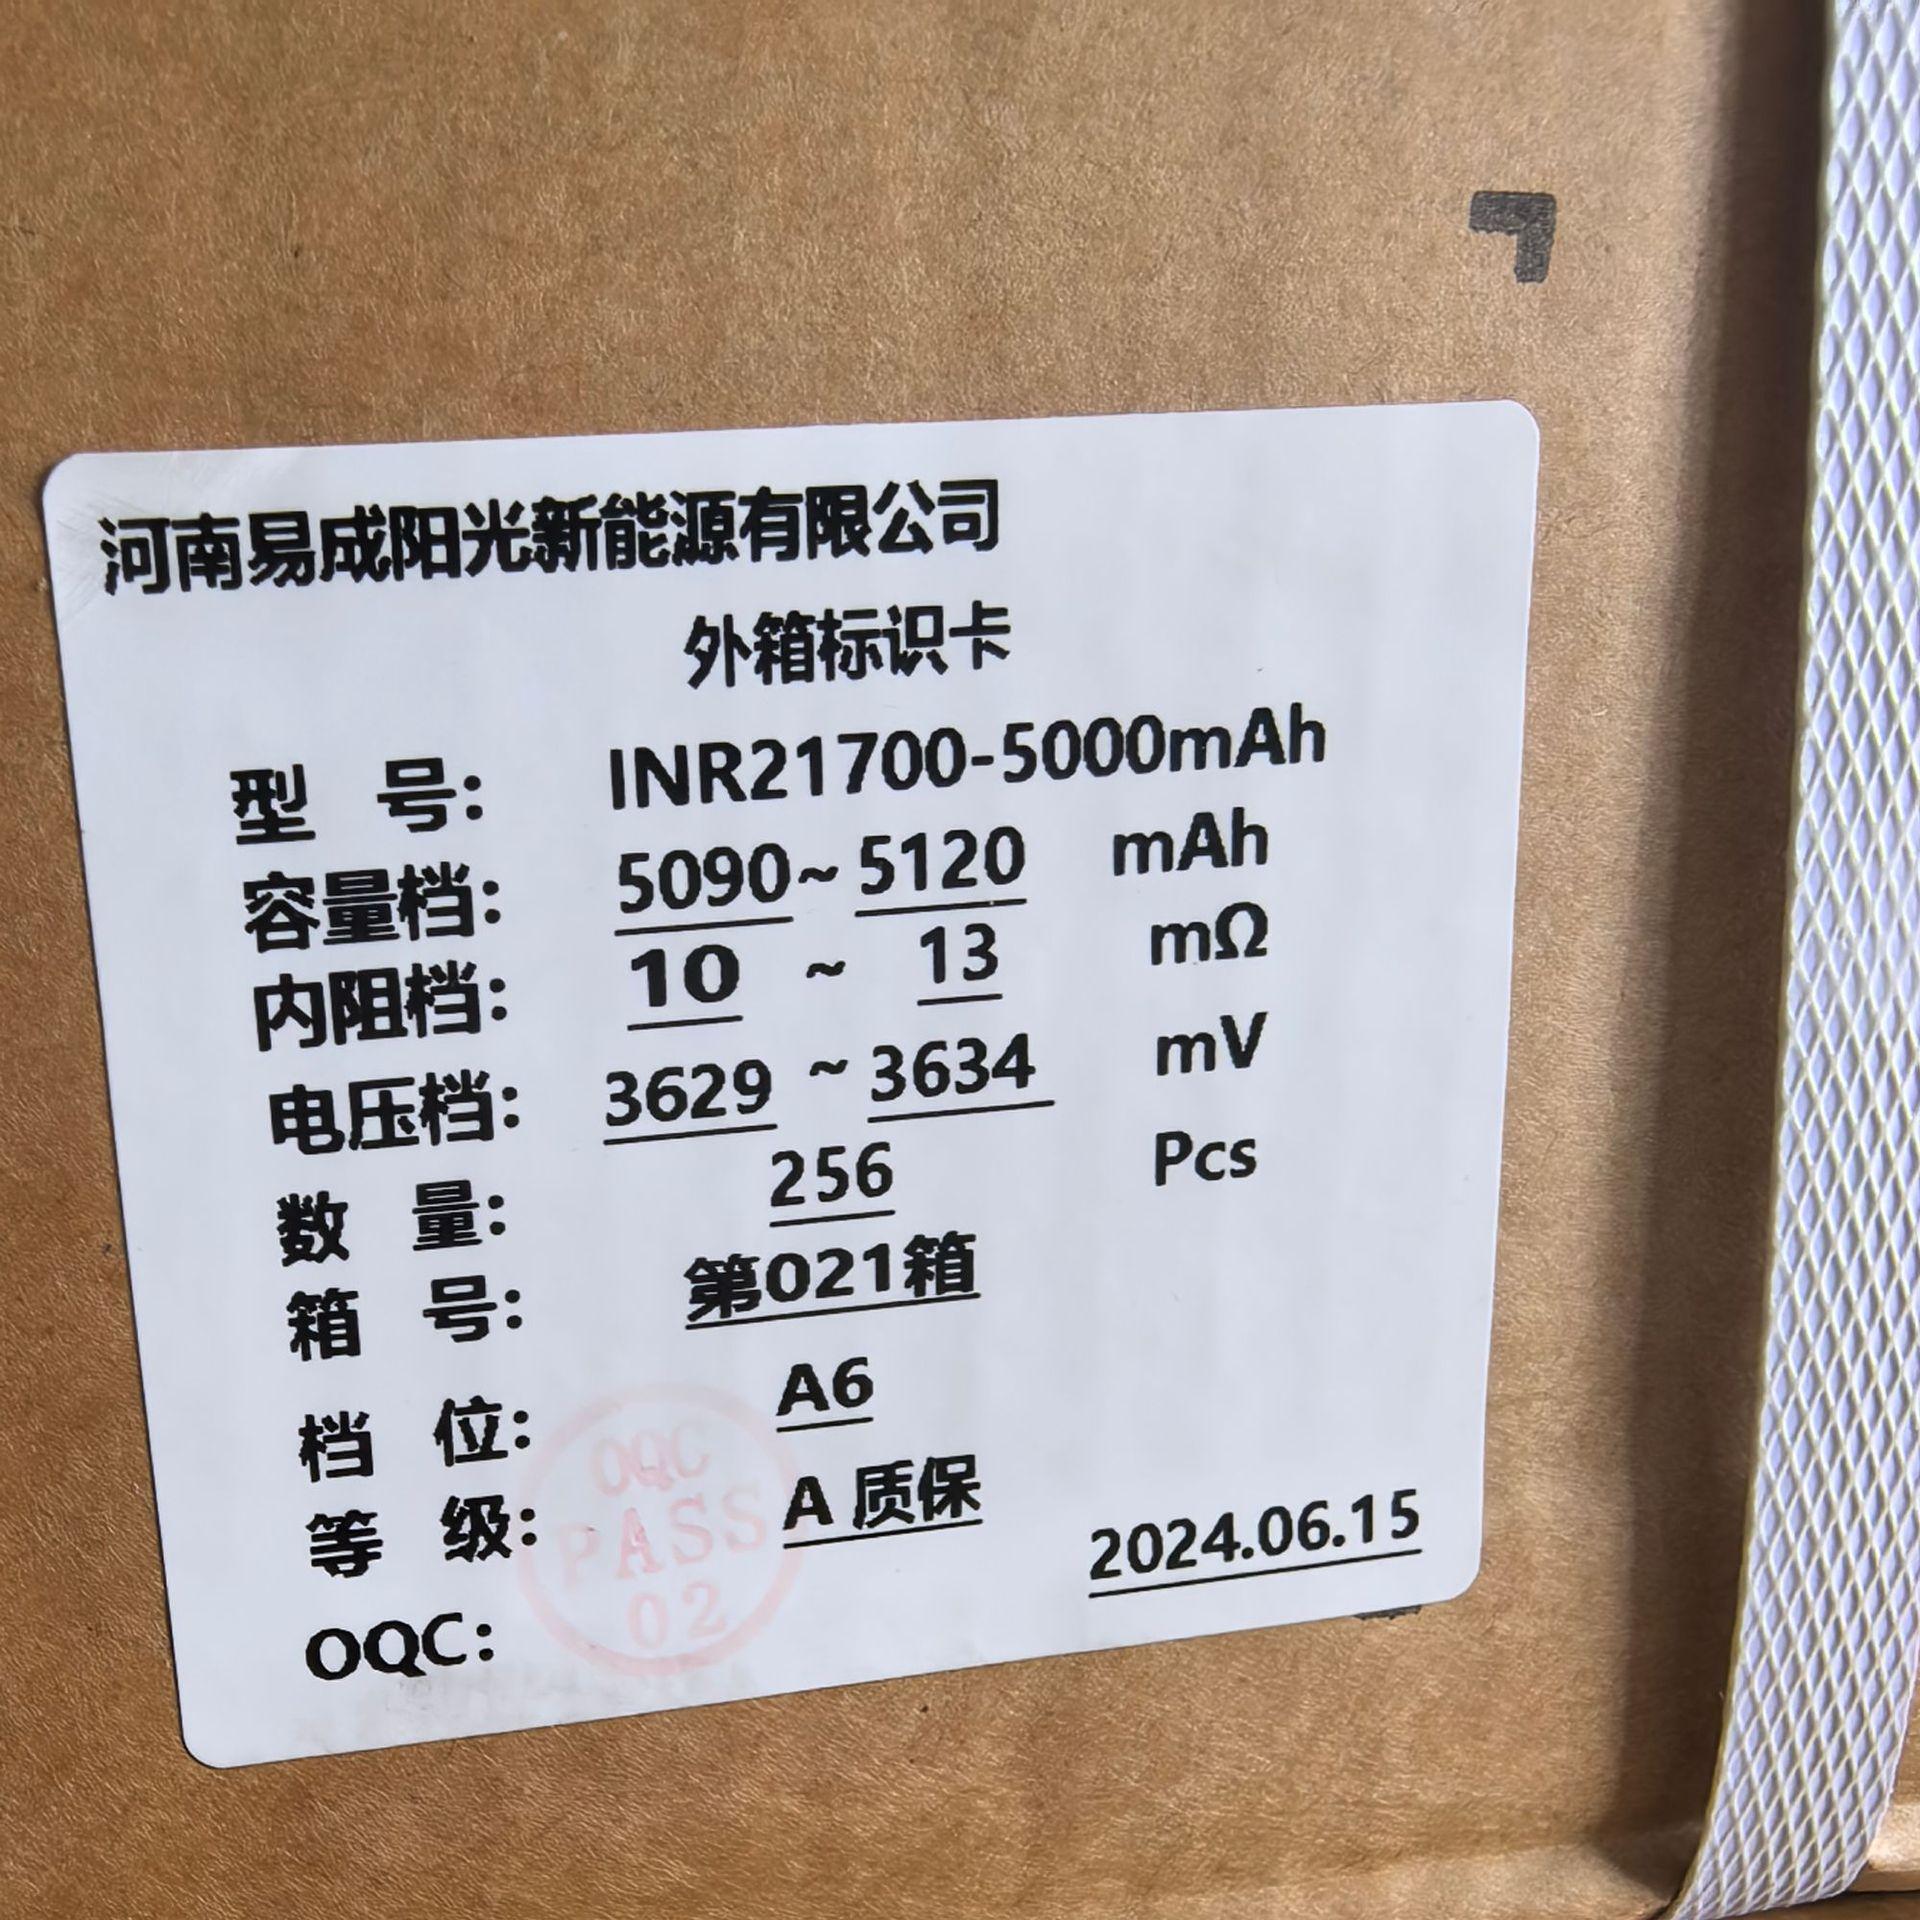 河南易成阳光新能源有限公司
外箱标识卡
型 号: INR21700-5000mAh
容量档: 5090~5120 mAh
内阻档: 10 ~ 13 mΩ
电压档: 3629 ~ 3634 mV
数 量: 256 Pcs
箱 号: 第021箱
档 位: A6
等 级: A 质保
OQC:
OQC
PASS
02
2024.06.15